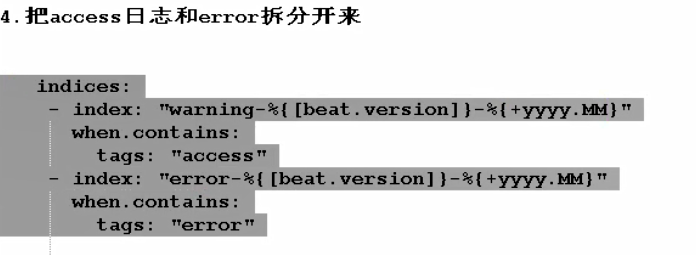 4.把access日志和error拆分开来
indices:
- index: "warning-%{[beat.version]}-%{+yyyy.MM}"
when.contains:
tags: "access"
- index: "error-%{[beat.version]}-%{+yyyy.MM}"
when.contains:
tags: "error"